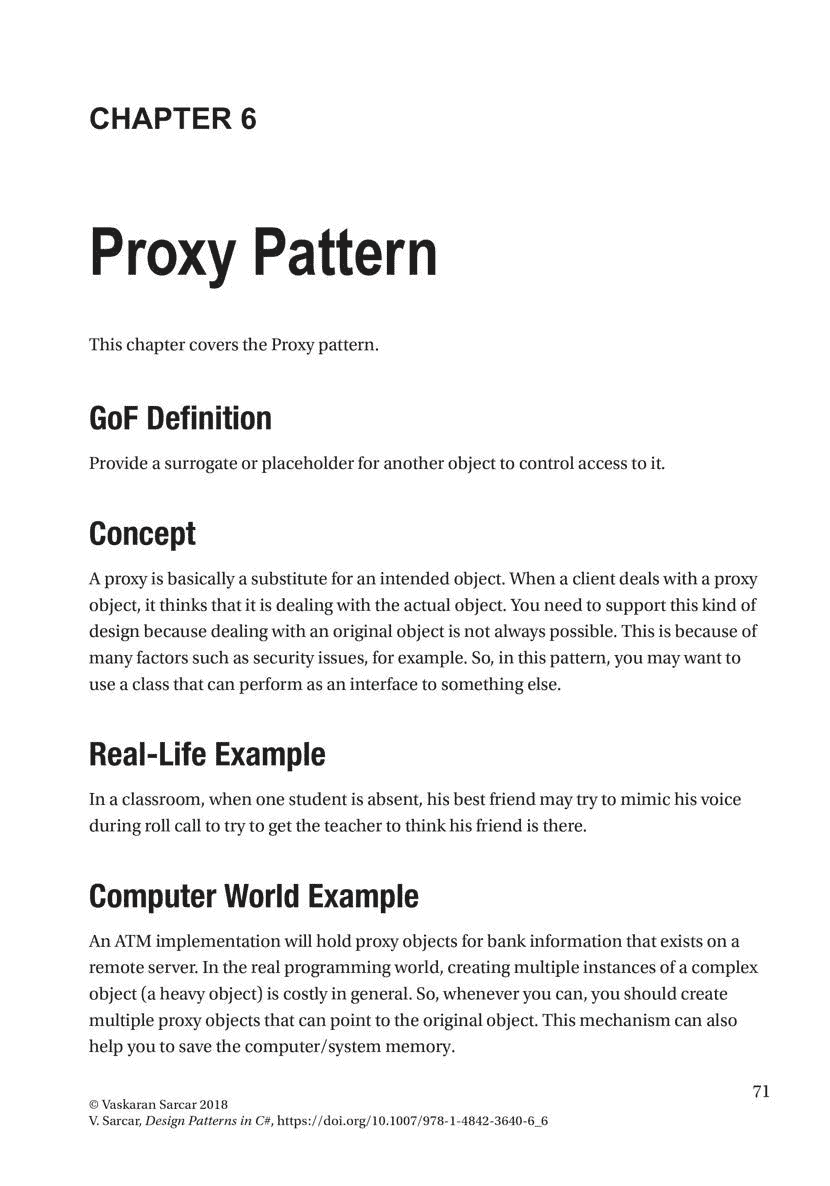 CHAPTER 6
Proxy Pattern
This chapter covers the Proxy pattern.
GoF Definition
Provide a surrogate or placeholder for another object to control access to it.
Concept
A proxy is basically a substitute for an intended object. When a client deals with a proxy
object, it thinks that it is dealing with the actual object. You need to support this kind of
design because dealing with an original object is not always possible. This is because of
many factors such as security issues, for example. So, in this pattern, you may want to
use a class that can perform as an interface to something else.
Real-Life Example
In a classroom, when one student is absent, his best friend may try to mimic his voice
during roll call to try to get the teacher to think his friend is there.
Computer World Example
An ATM implementation will hold proxy objects for bank information that exists on a
remote server. In the real programming world, creating multiple instances of a complex
object (a heavy object) is costly in general. So, whenever you can, you should create
multiple proxy objects that can point to the original object. This mechanism can also
help you to save the computer/system memory.
71
© Vaskaran Sarcar 2018
V. Sarcar, Design Patterns in C#, https://doi.org/10.1007/978-1-4842-3640-6_6